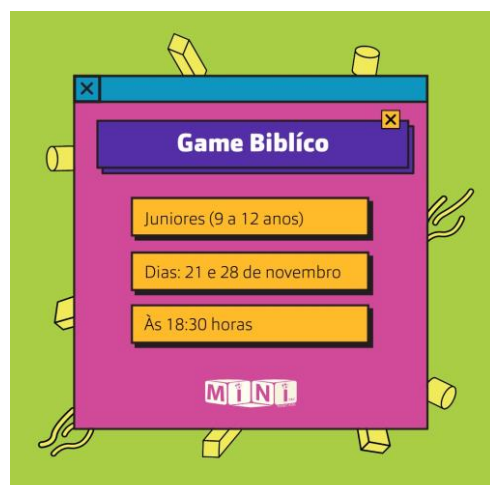 Game Biblíco
Juniores (9 a 12 anos)
Dias: 21 e 28 de novembro
Às 18:30 horas
MiNi